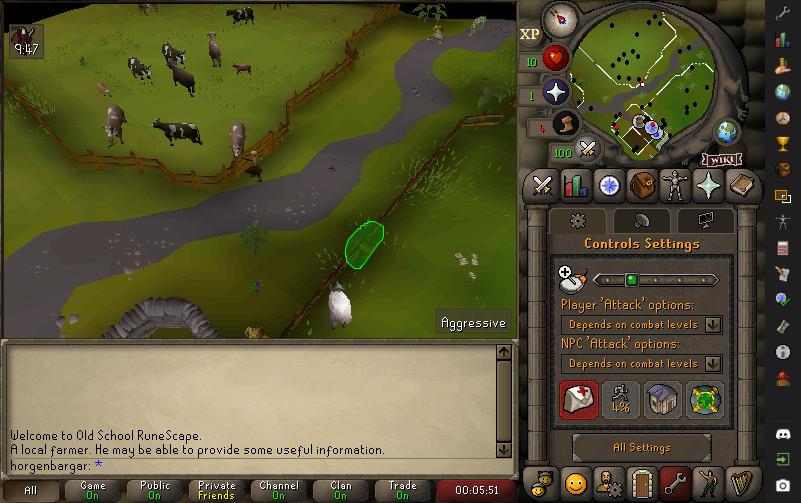 9:47
XP
10
1
4
100
WIKI
Controls Settings
Player 'Attack' options:
Depends on combat levels
NPC 'Attack' options:
Depends on combat levels
4%
All Settings
Aggressive
Welcome to Old School RuneScape.
A local farmer. He may be able to provide some useful information.
horgenbargar: *
All
Game
On
Public
On
Private
Friends
Channel
On
Clan
On
Trade
On
00:05:51